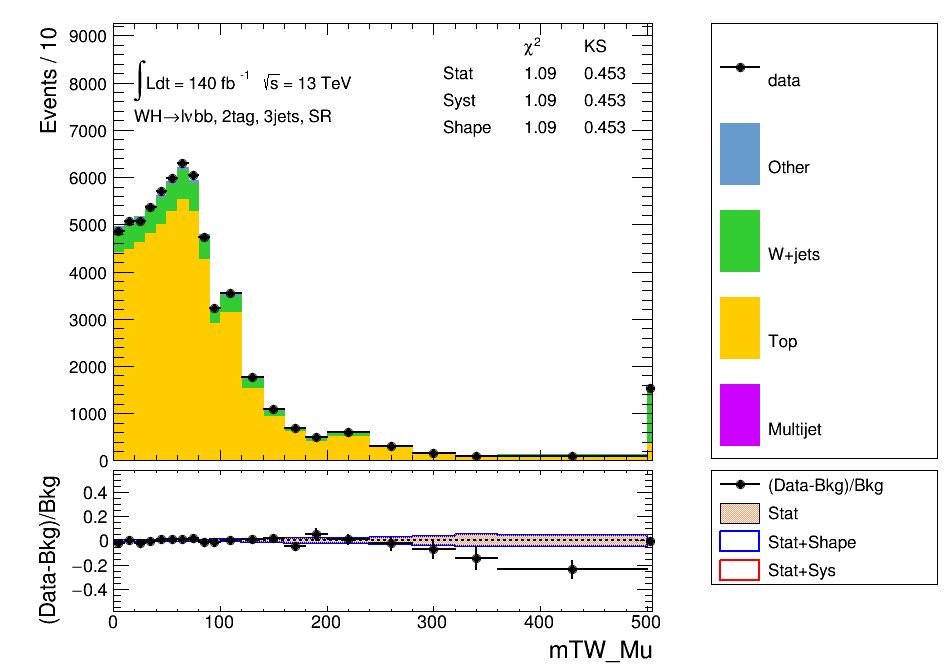 Events / 10
9000
8000
7000
6000
5000
4000
3000
2000
1000
0
∫Ldt = 140 fb⁻¹ √s = 13 TeV
WH→lνbb, 2tag, 3jets, SR
χ² KS
Stat 1.09 0.453
Syst 1.09 0.453
Shape 1.09 0.453
data
Other
W+jets
Top
Multijet
(Data-Bkg)/Bkg
0.4
0.2
0
−0.2
−0.4
0 100 200 300 400 500
mTW_Mu
(Data-Bkg)/Bkg
Stat
Stat+Shape
Stat+Sys